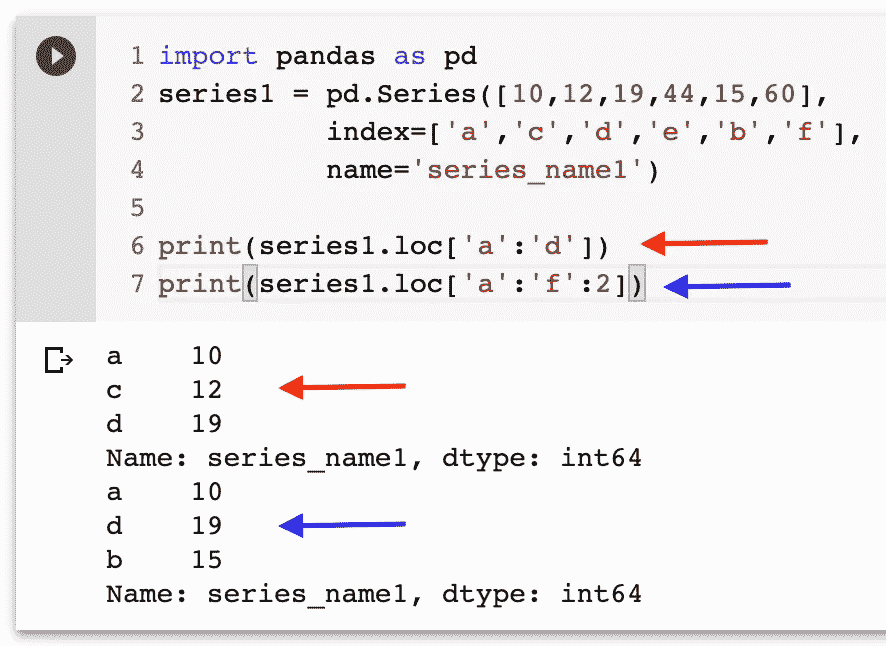 1 import pandas as pd
2 series1 = pd.Series([10,12,19,44,15,60],
3           index=['a','c','d','e','b','f'],
4           name='series_name1')
5
6 print(series1.loc['a':'d'])
7 print(series1.loc['a':'f':2])
a    10
c    12
d    19
Name: series_name1, dtype: int64
a    10
d    19
b    15
Name: series_name1, dtype: int64